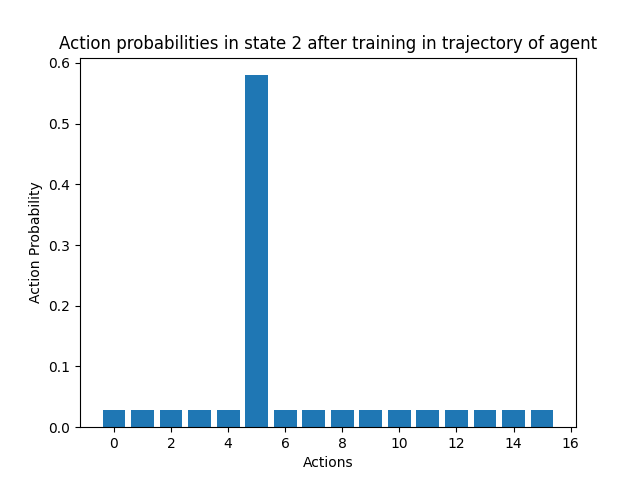 Action probabilities in state 2 after training in trajectory of agent
Action Probability
0.6
0.5
0.4
0.3
0.2
0.1
0.0
0 2 4 6 8 10 12 14 16
Actions